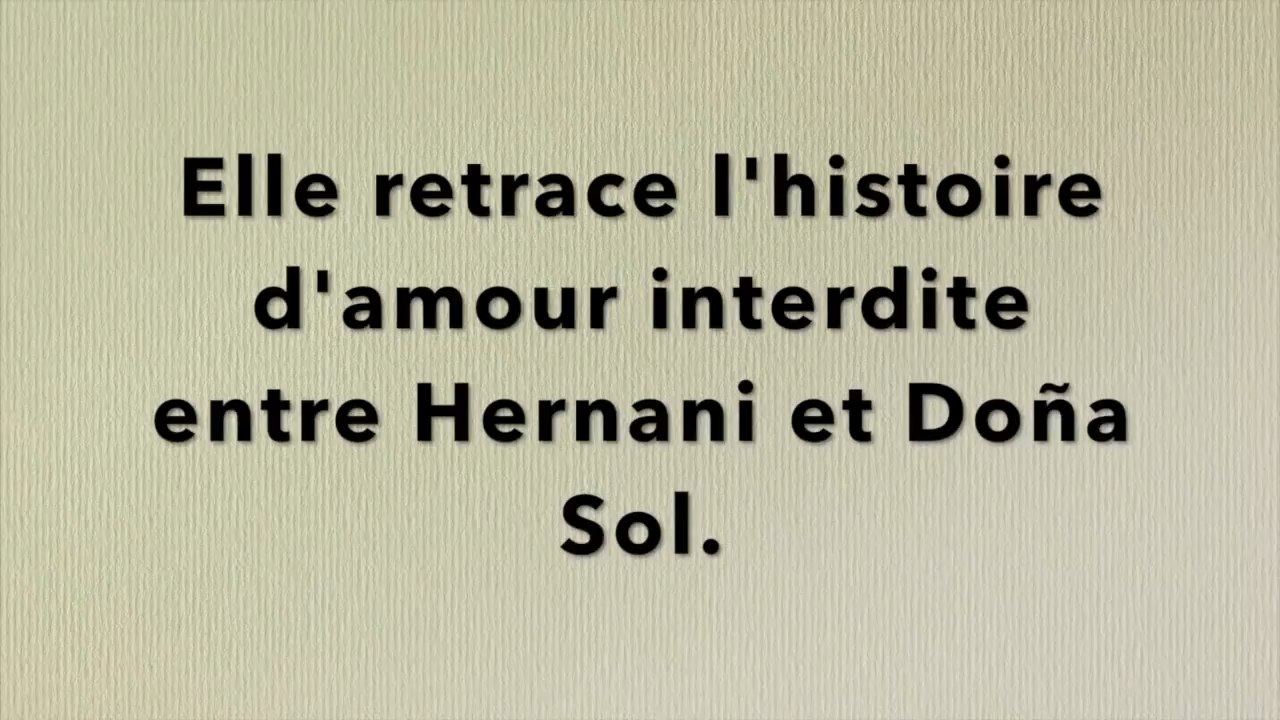 Elle retrace l'histoire
d'amour interdite
entre Hernani et Doña
Sol.